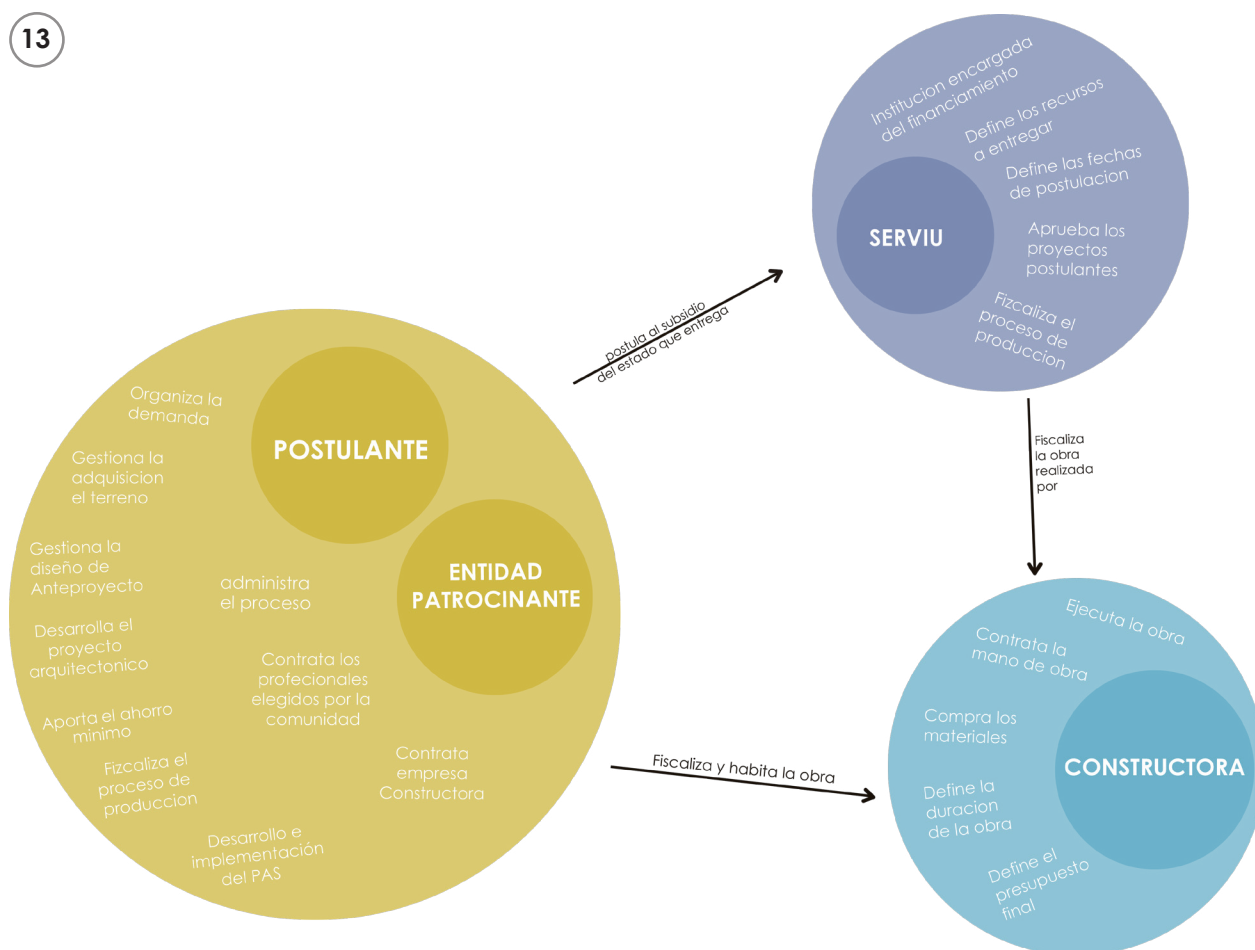 13
Institucion encargada
del financiamiento
Define los recursos
a entregar
Define las fechas
de postulacion
SERVIU
Aprueba los
proyectos
postulantes
Fizcaliza el
proceso de
produccion
postula al subsidio
del estado que entrega
Organiza la
demanda
POSTULANTE
Gestiona la
adquisicion
el terreno
Gestiona la
diseño de
Anteproyecto
administra
el proceso
ENTIDAD
PATROCINANTE
Desarrolla el
proyecto
arquitectonico
Contrata los
profecionales
elegidos por la
comunidad
Aporta el ahorro
minimo
Fizcaliza el
proceso de
produccion
Contrata
empresa
Constructora
Desarrollo e
implementación
del PAS
Fiscaliza
la obra
realizada
por
Fiscaliza y habita la obra
Ejecuta la obra
Contrata la
mano de obra
Compra los
materiales
CONSTRUCTORA
Define la
duracion
de la obra
Define el
presupuesto
final